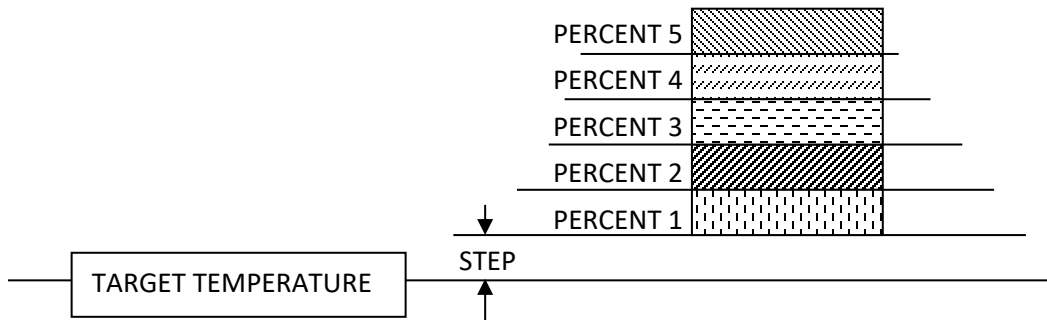 PERCENT 5
PERCENT 4
PERCENT 3
PERCENT 2
PERCENT 1
STEP
TARGET TEMPERATURE